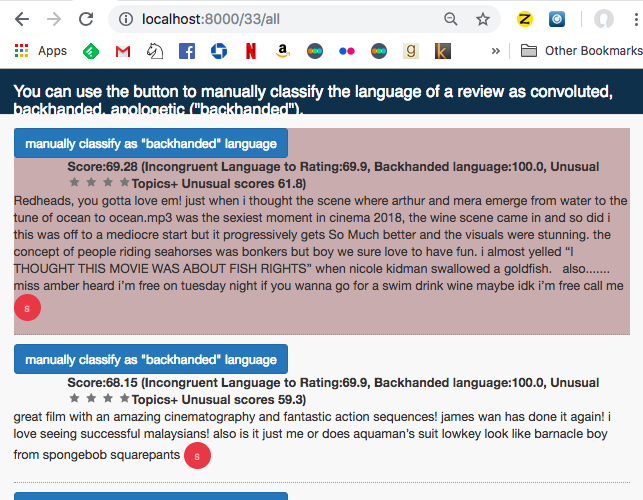 localhost:8000/33/all
Apps
Other Bookmarks
You can use the button to manually classify the language of a review as convoluted,
backhanded, apologetic ("backhanded").
manually classify as "backhanded" language
Score:69.28 (Incongruent Language to Rating:69.9, Backhanded language:100.0, Unusual
Topics+ Unusual scores 61.8)
Redheads, you gotta love em! just when i thought the scene where arthur and mera emerge from water to the
tune of ocean to ocean.mp3 was the sexiest moment in cinema 2018, the wine scene came in and so did i
this was off to a mediocre start but it progressively gets So Much better and the visuals were stunning. the
concept of people riding seahorses was bonkers but boy we sure love to have fun. i almost yelled “I
THOUGHT THIS MOVIE WAS ABOUT FISH RIGHTS” when nicole kidman swallowed a goldfish. also.......
miss amber heard i’m free on tuesday night if you wanna go for a swim drink wine maybe idk i’m free call me
s
manually classify as "backhanded" language
Score:68.15 (Incongruent Language to Rating:69.9, Backhanded language:100.0, Unusual
Topics+ Unusual scores 59.3)
great film with an amazing cinematography and fantastic action sequences! james wan has done it again! i
love seeing successful malaysians! also is it just me or does aquaman’s suit lowkey look like barnacle boy
from spongebob squarepants s